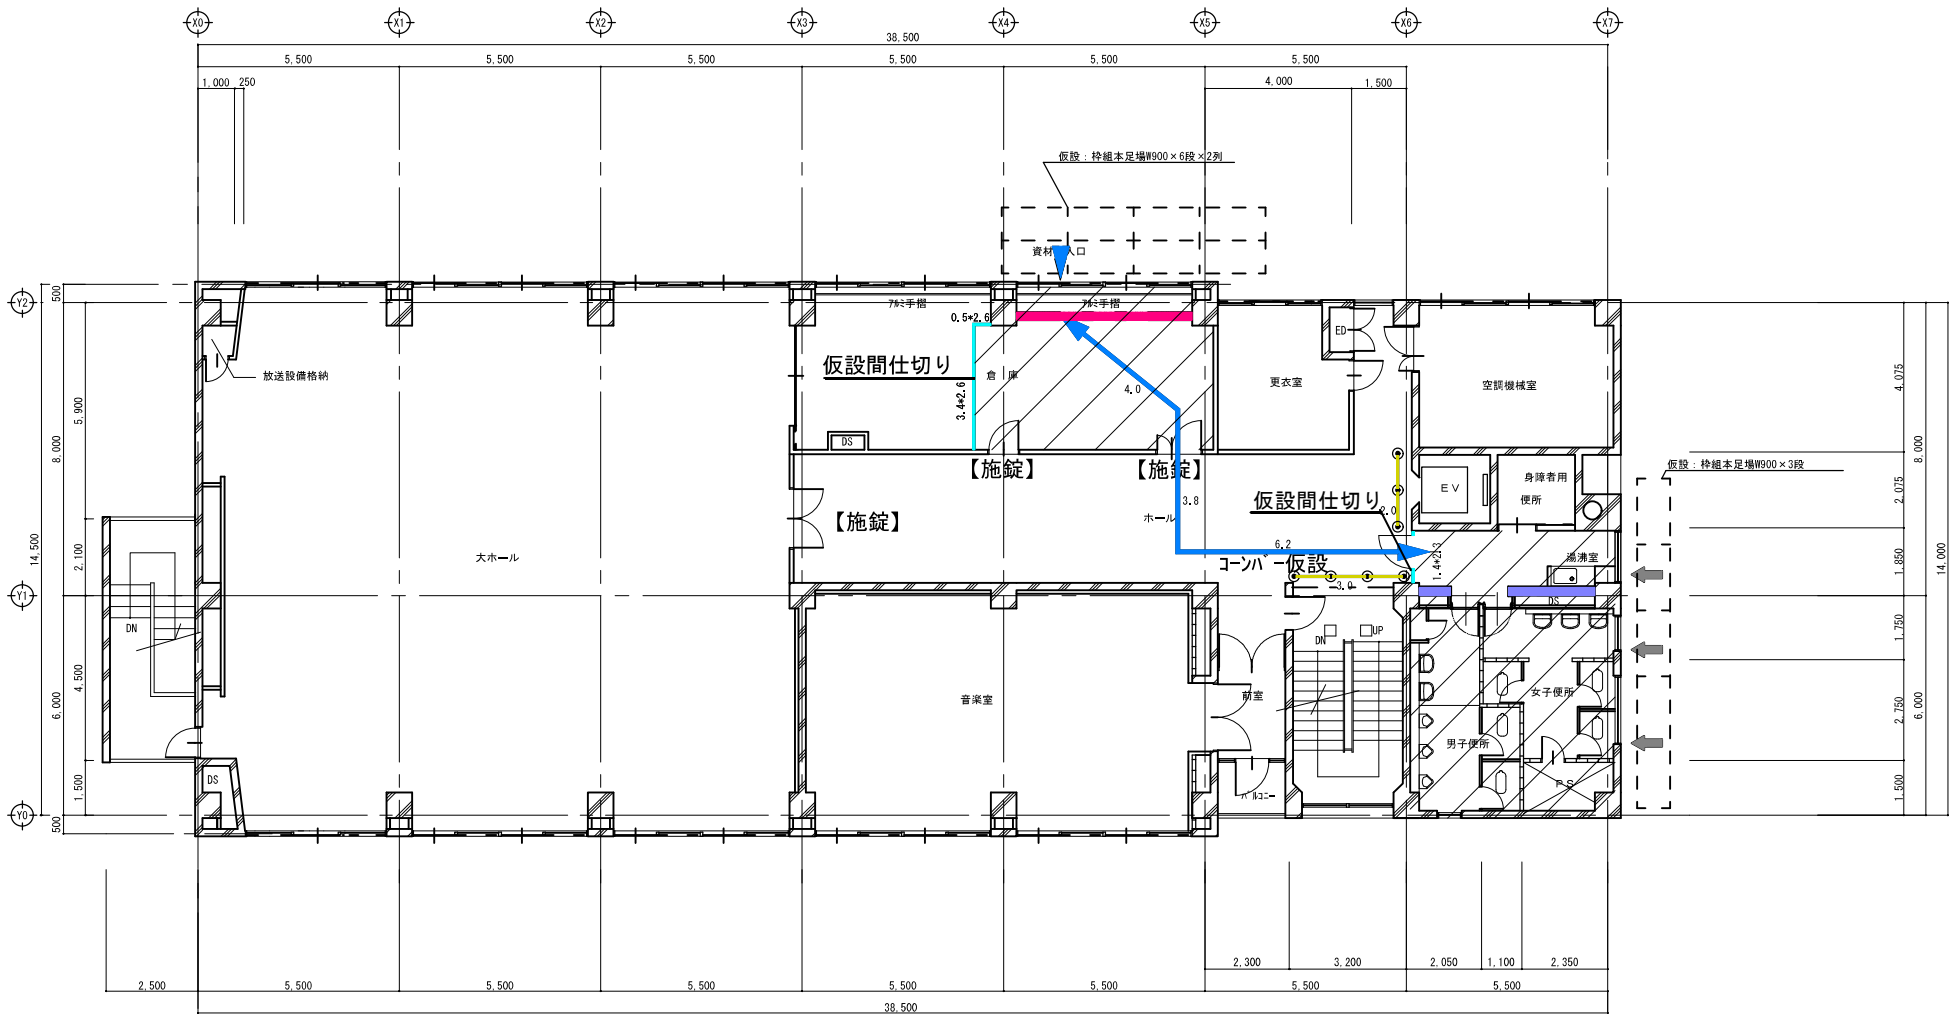 X0 X1 X2 X3 X4 X5 X6 X7
38,500
5,500 5,500 5,500 5,500 5,500 5,500
1,000 250 4,000 1,500
仮設：枠組本足場W900×6段×2列
資材 入口
Y2
500 500
ｱﾙﾐ手摺 ｱﾙﾐ手摺
0.5*2.6
ED
仮設間仕切り
倉 庫
放送設備格納
更衣室
空調機械室
4.0
3.4*2.6
4,075
5,900
DS
8,000 8,000
【施錠】 【施錠】
仮設：枠組本足場W900×3段
身障者用
便所
EV
仮設間仕切り
2,075
3.8
2.0
【施錠】
ホール
大ホール
6.2
1.4*2.3
湯沸室
14,500
2,100
1,850
14,000
ｺｰﾝﾊﾞｰ仮設
3.0
Y1
DS
DN
DN UP
1,750
4,500
6,000 6,000
音楽室
前室
女子便所
男子便所
2,750
DS
PS
1,500 1,500
ﾊﾞﾙｺﾆｰ
Y0
500
2,300 3,200 2,050 1,100 2,350
2,500 5,500 5,500 5,500 5,500 5,500 5,500 5,500
38,500